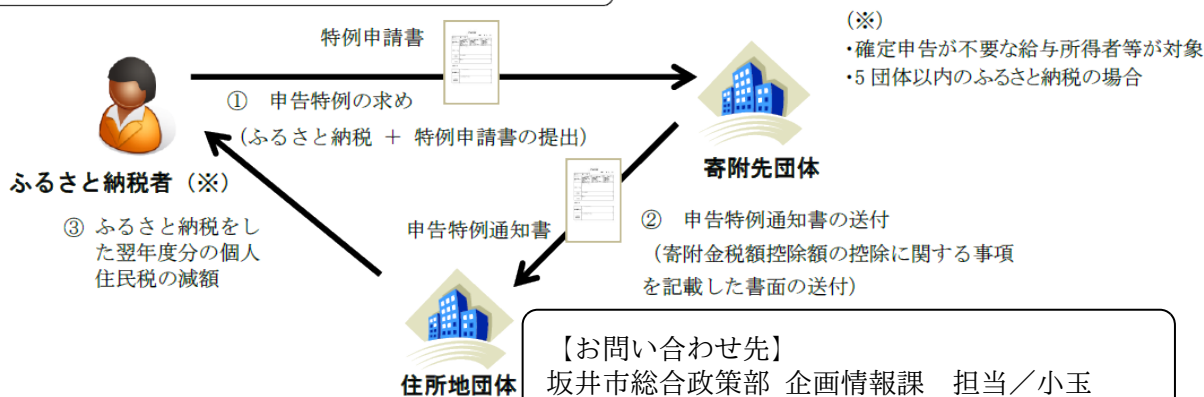 特例申請書
① 申告特例の求め
(ふるさと納税 + 特例申請書の提出)
(※)
・確定申告が不要な給与所得者等が対象
・5 団体以内のふるさと納税の場合
ふるさと納税者(※)
寄附先団体
③ ふるさと納税をし
た翌年度分の個人
住民税の減額
申告特例通知書
② 申告特例通知書の送付
(寄附金税額控除額の控除に関する事項
を記載した書面の送付)
住所地団体
【お問い合わせ先】
坂井市総合政策部 企画情報課 担当/小玉